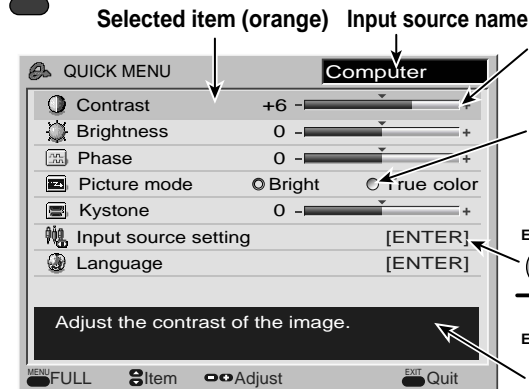 Selected item (orange) Input source name
QUICK MENU Computer
Contrast +6 - +
Brightness 0 - +
Phase 0 - +
Picture mode Bright True color
Kystone 0 - +
Input source setting [ENTER]
Language [ENTER]
Adjust the contrast of the image.
MENU FULL Item Adjust EXIT Quit